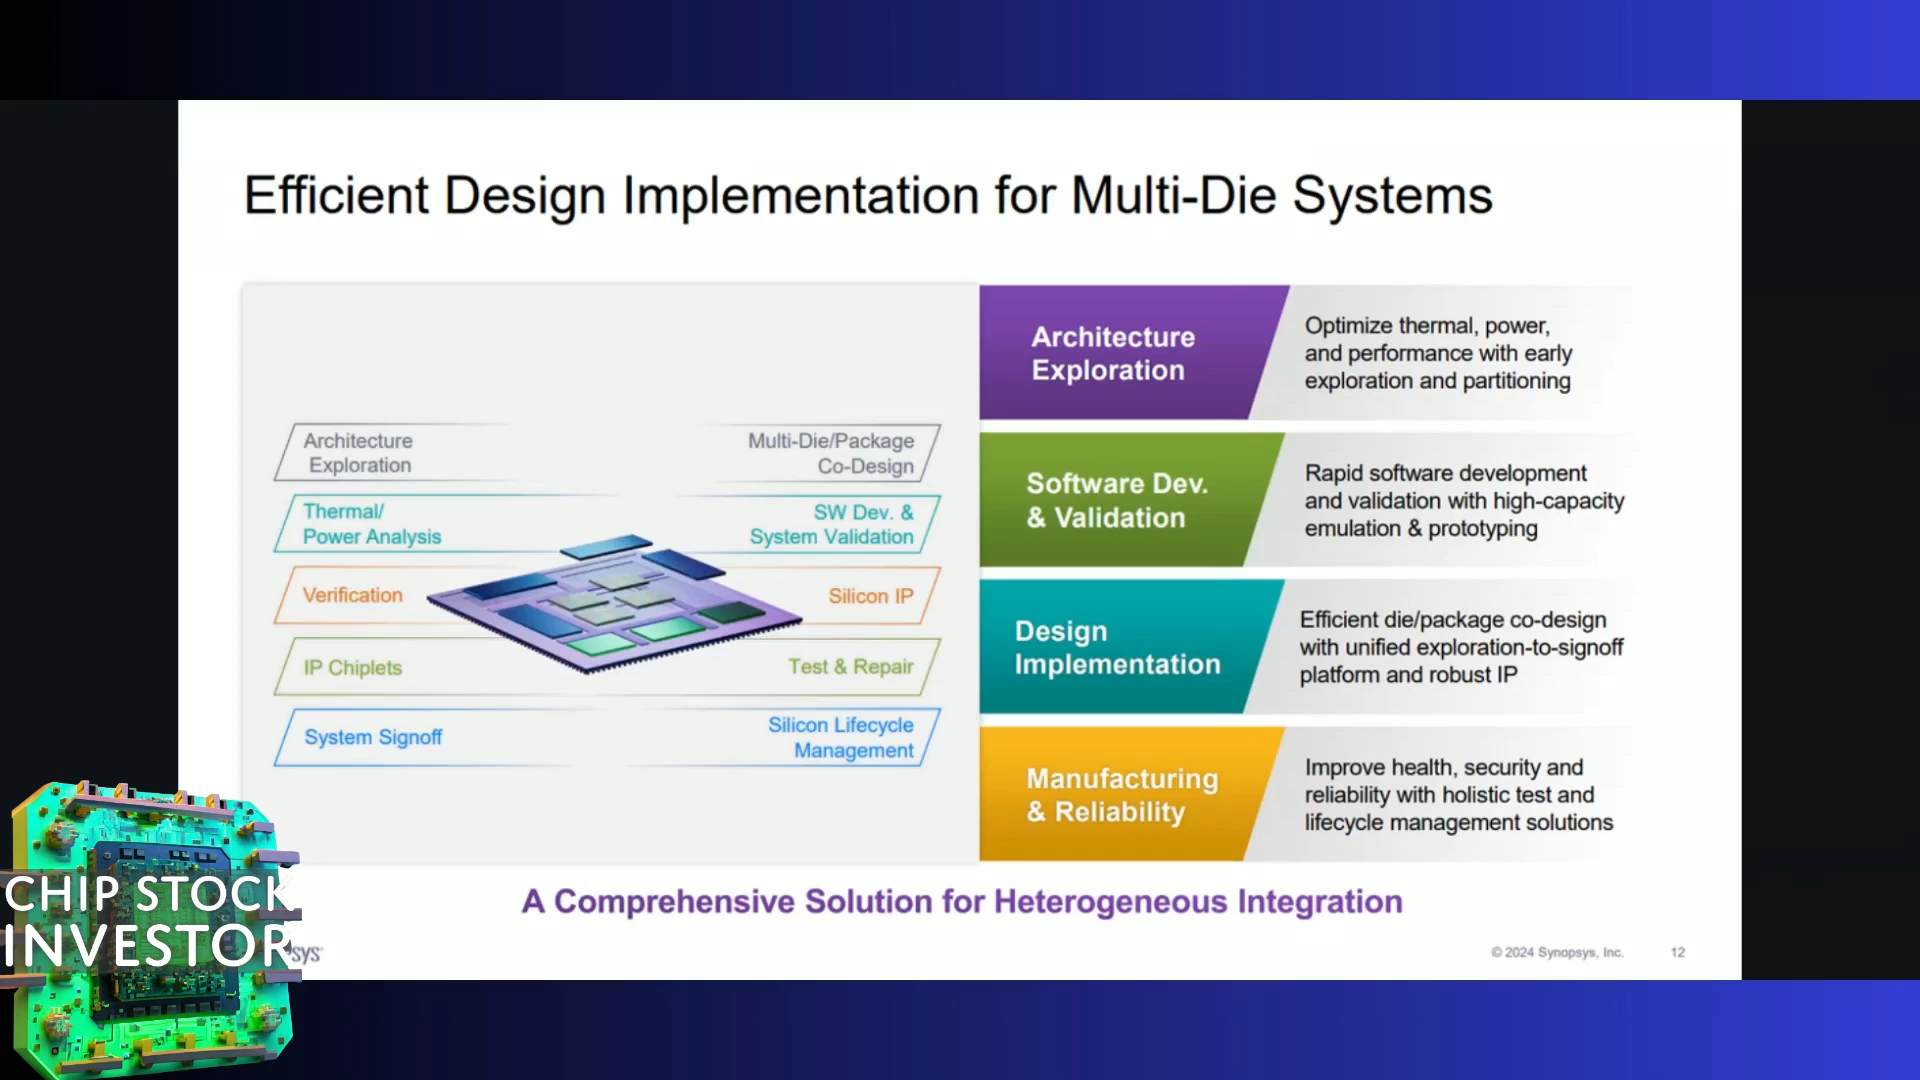 Efficient Design Implementation for Multi-Die Systems
Architecture
Exploration
Multi-Die/Package
Co-Design
Thermal/
Power Analysis
SW Dev. &
System Validation
Verification
Silicon IP
IP Chiplets
Test & Repair
System Signoff
Silicon Lifecycle
Management
Architecture
Exploration
Optimize thermal, power,
and performance with early
exploration and partitioning
Software Dev.
& Validation
Rapid software development
and validation with high-capacity
emulation & prototyping
Design
Implementation
Efficient die/package co-design
with unified exploration-to-signoff
platform and robust IP
Manufacturing
& Reliability
Improve health, security and
reliability with holistic test and
lifecycle management solutions
A Comprehensive Solution for Heterogeneous Integration
CHIP STOCK
INVESTOR
© 2024 Synopsys, Inc.
12